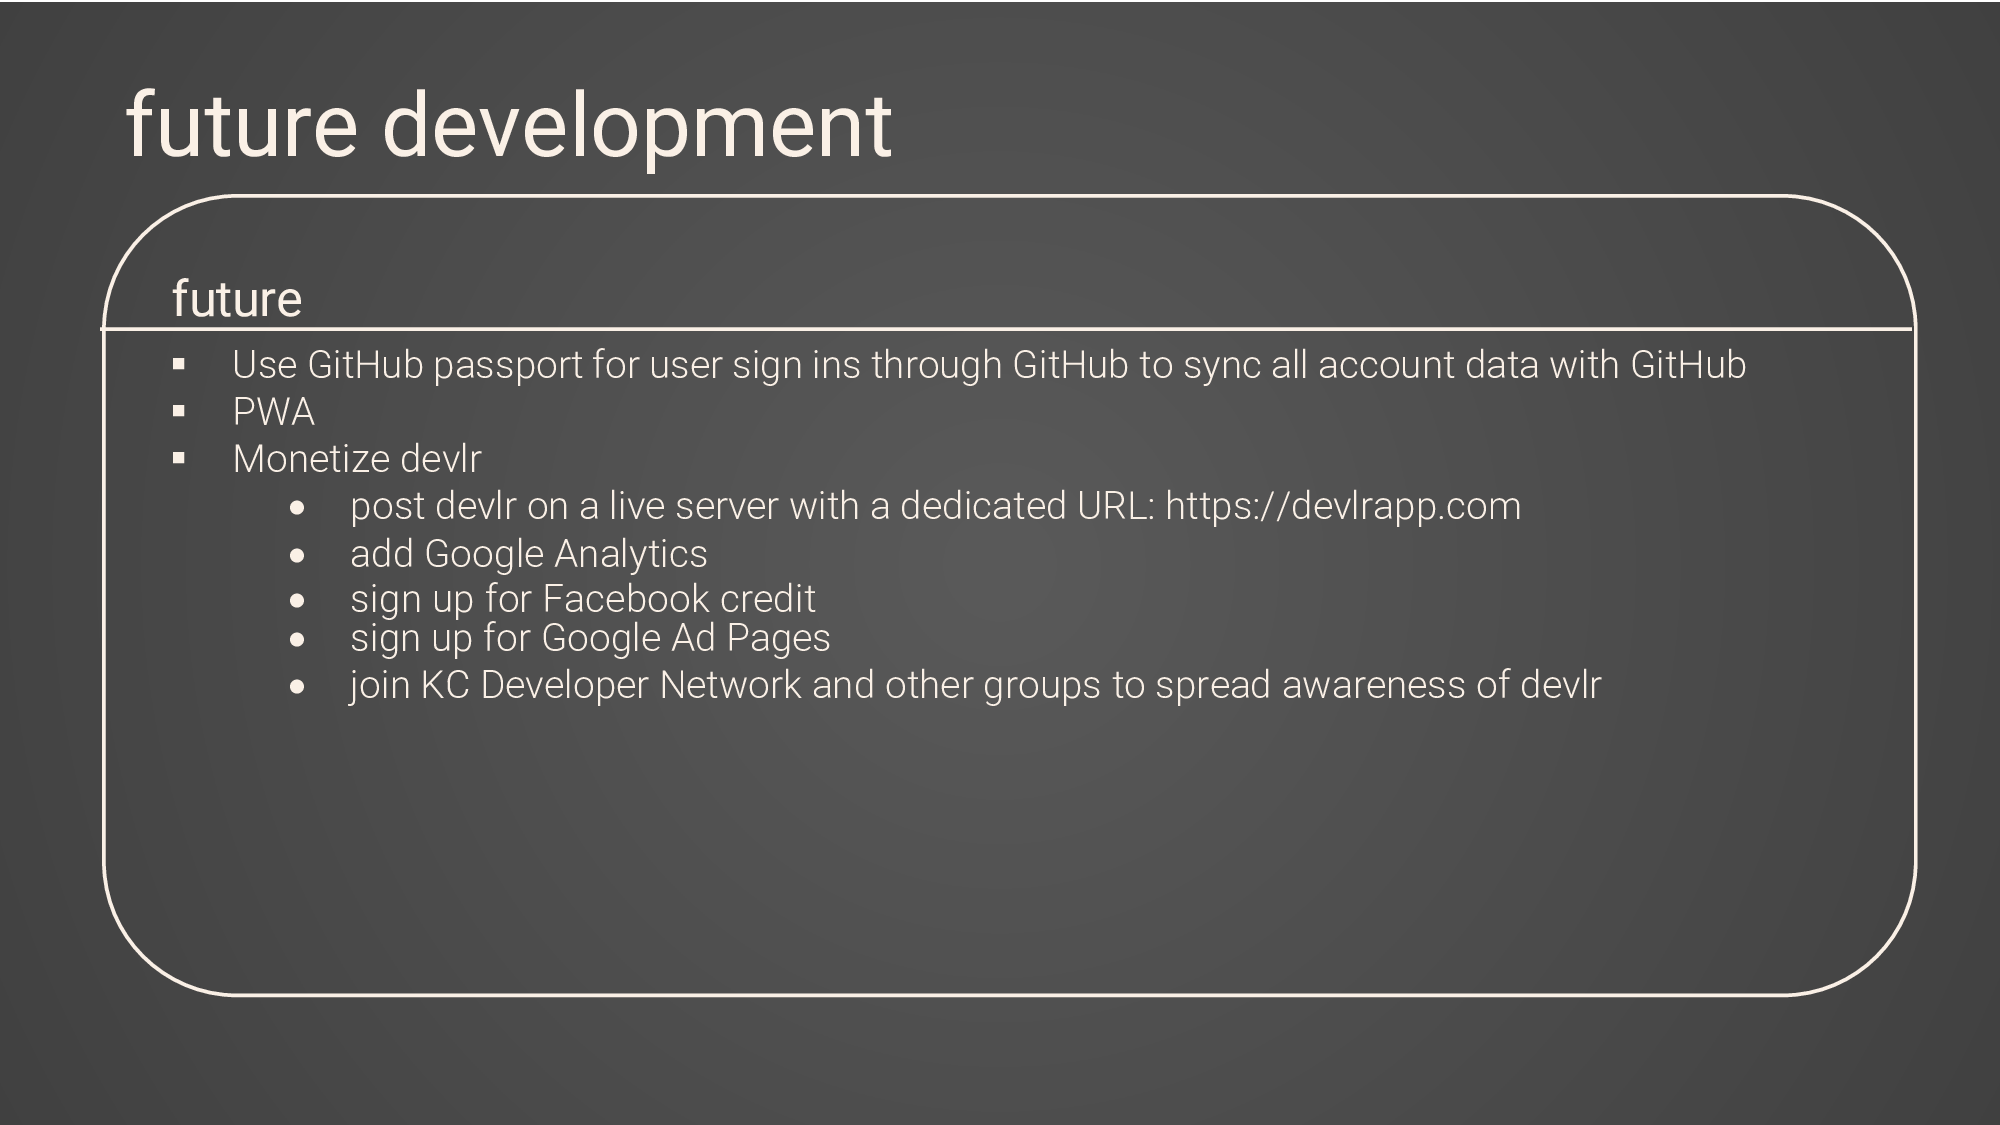 future development
future
▪ Use GitHub passport for user sign ins through GitHub to sync all account data with GitHub
▪ PWA
▪ Monetize devlr
• post devlr on a live server with a dedicated URL: https://devlrapp.com
• add Google Analytics
• sign up for Facebook credit
• sign up for Google Ad Pages
• join KC Developer Network and other groups to spread awareness of devlr